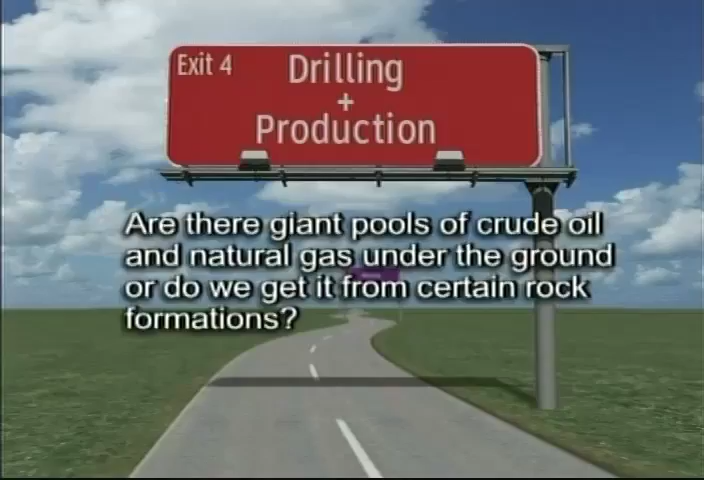 Exit 4
Drilling
+
Production
Are there giant pools of crude oil
and natural gas under the ground
or do we get it from certain rock
formations?